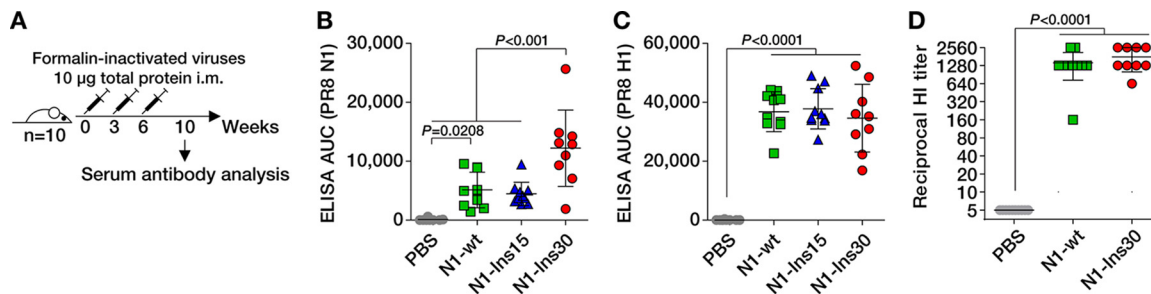 A
Formalin-inactivated viruses
10 µg total protein i.m.
n=10
0 3 6 10 Weeks
Serum antibody analysis
B
ELISA AUC (PR8 N1)
30,000
20,000
10,000
0
P<0.001
P=0.0208
PBS
N1-wt
N1-Ins15
N1-Ins30
C
ELISA AUC (PR8 H1)
60,000
40,000
20,000
0
P<0.0001
PBS
N1-wt
N1-Ins15
N1-Ins30
D
Reciprocal HI titer
2560
1280
640
320
160
80
40
20
10
5
P<0.0001
PBS
N1-wt
N1-Ins30